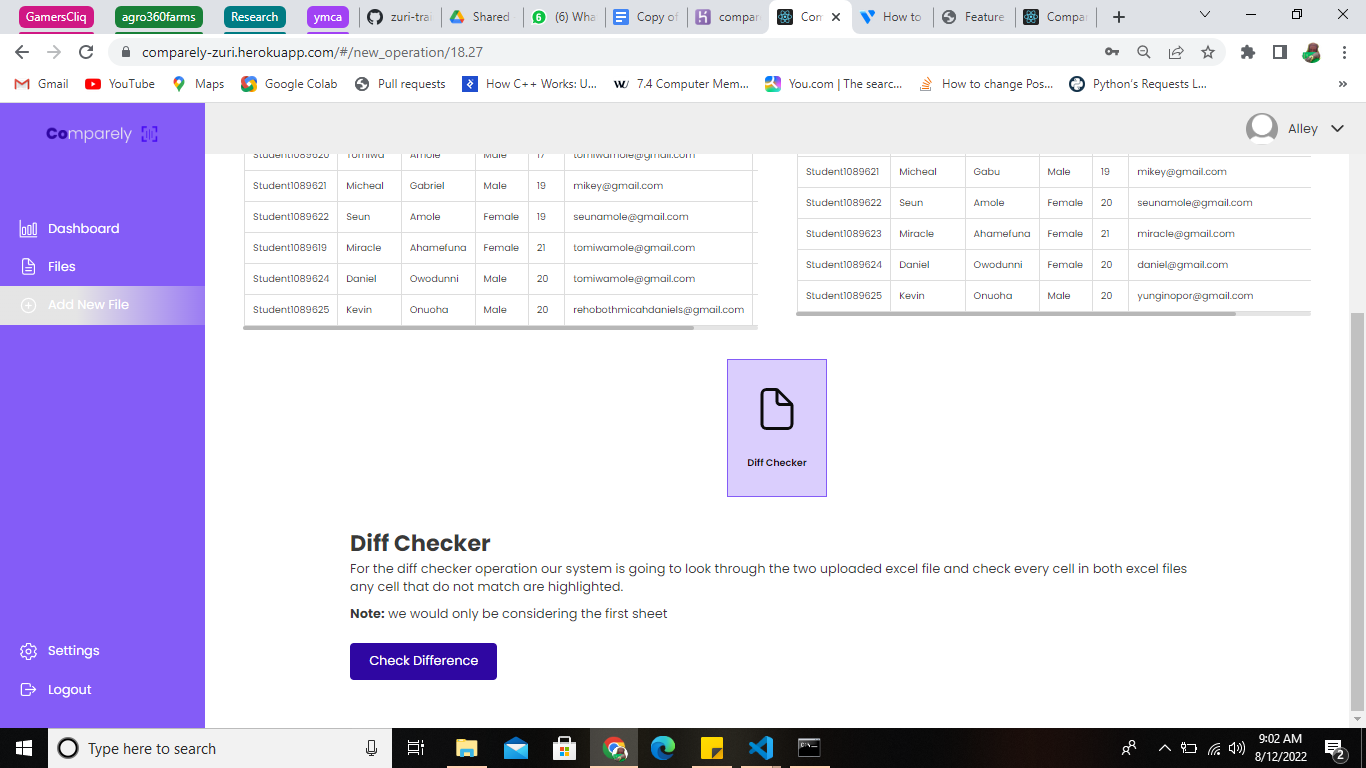 GamersCliq agro360farms Research ymca zuri-trai Shared (6) Wha Copy of compar Com How to Feature Compa
comparely-zuri.herokuapp.com/#/new_operation/18.27
Gmail YouTube Maps Google Colab Pull requests How C++ Works: U... 7.4 Computer Mem... You.com | The searc... How to change Pos... Python's Requests L...
Comparely
Alley
Dashboard
Files
Add New File
Settings
Logout
Student1089620 Tomiwa Amole Male 17 tomiwamole@gmail.com
Student1089621 Micheal Gabriel Male 19 mikey@gmail.com
Student1089622 Seun Amole Female 19 seunamole@gmail.com
Student1089619 Miracle Ahamefuna Female 21 tomiwamole@gmail.com
Student1089624 Daniel Owodunni Male 20 tomiwamole@gmail.com
Student1089625 Kevin Onuoha Male 20 rehobothmicahdaniels@gmail.com
Student1089621 Micheal Gabu Male 19 mikey@gmail.com
Student1089622 Seun Amole Female 20 seunamole@gmail.com
Student1089623 Miracle Ahamefuna Female 21 miracle@gmail.com
Student1089624 Daniel Owodunni Female 20 daniel@gmail.com
Student1089625 Kevin Onuoha Male 20 yunginopor@gmail.com
Diff Checker
Diff Checker
For the diff checker operation our system is going to look through the two uploaded excel file and check every cell in both excel files
any cell that do not match are highlighted.
Note: we would only be considering the first sheet
Check Difference
Type here to search
9:02 AM
8/12/2022
2